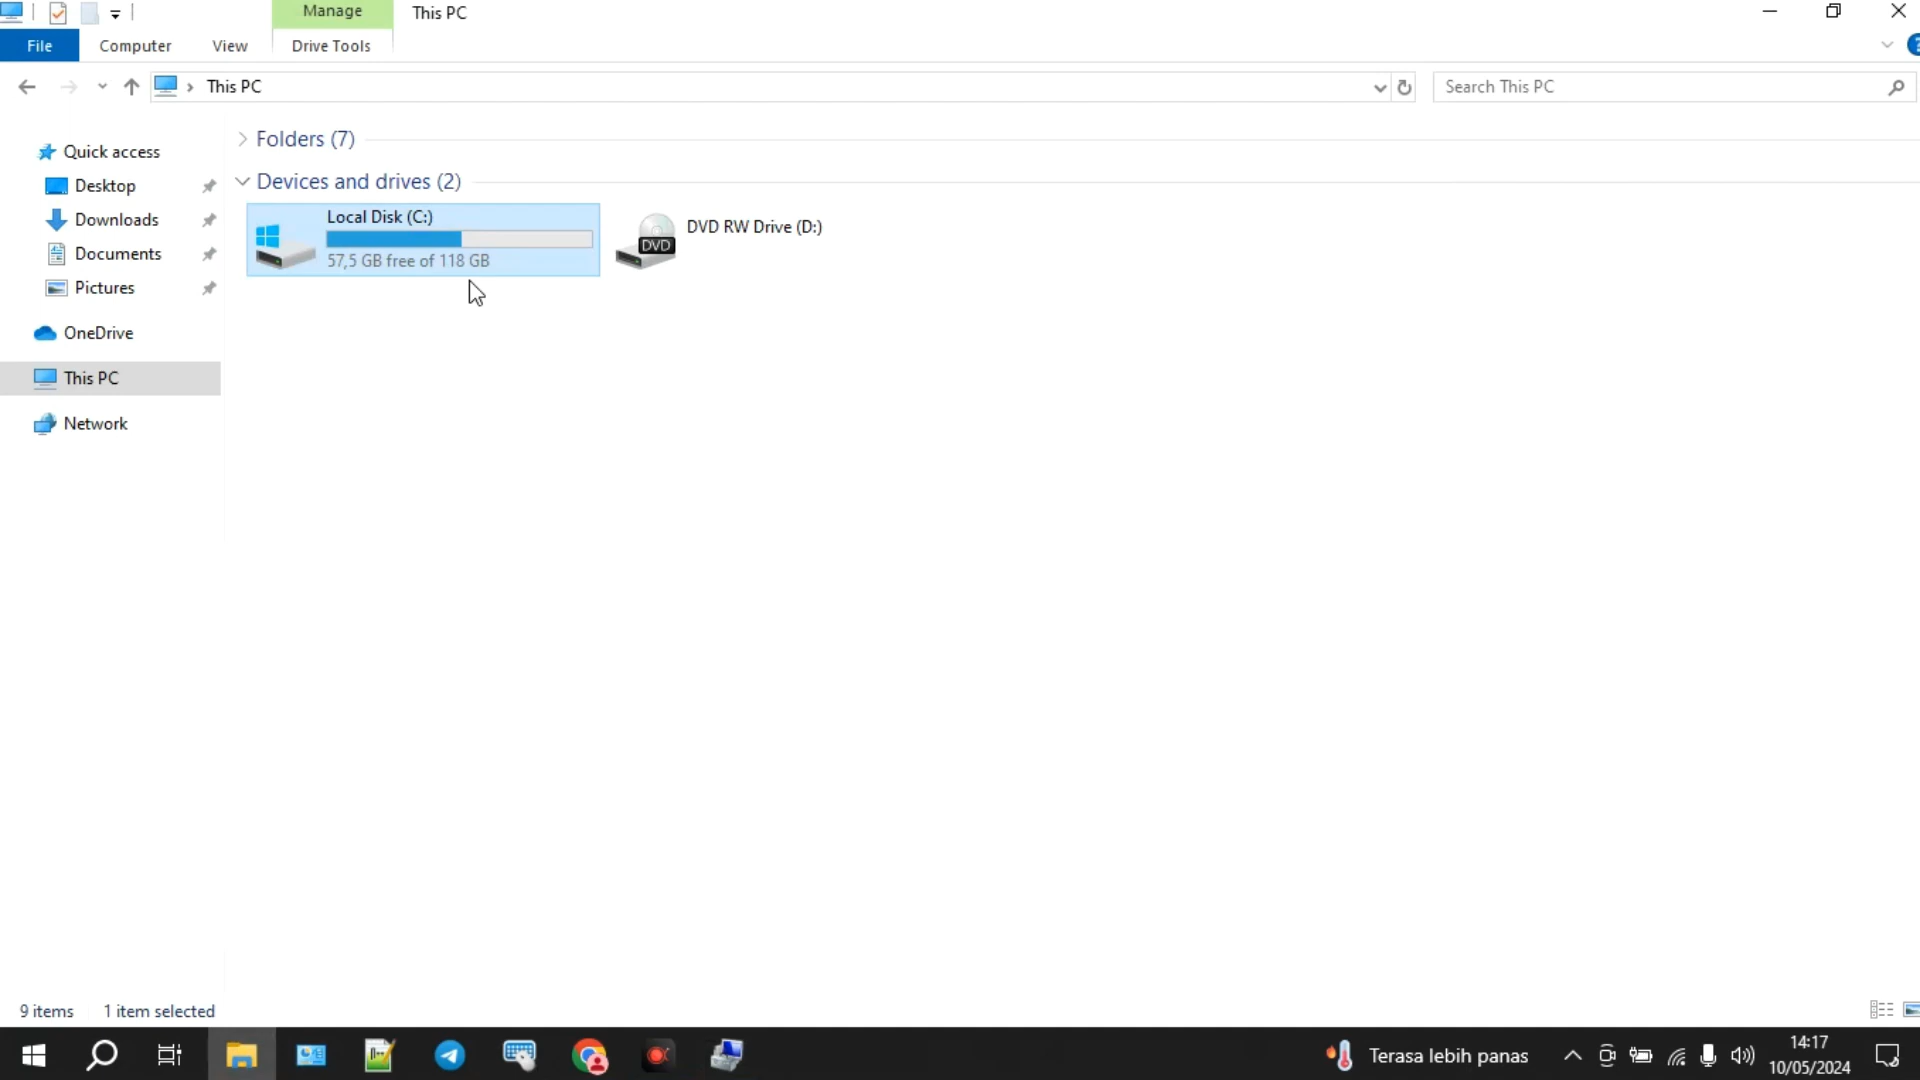 Manage
This PC
File
Computer
View
Drive Tools
This PC
Search This PC
Quick access
Desktop
Downloads
Documents
Pictures
OneDrive
This PC
Network
Folders (7)
Devices and drives (2)
Local Disk (C:)
57,5 GB free of 118 GB
DVD
DVD RW Drive (D:)
9 items
1 item selected
Terasa lebih panas
14:17
10/05/2024